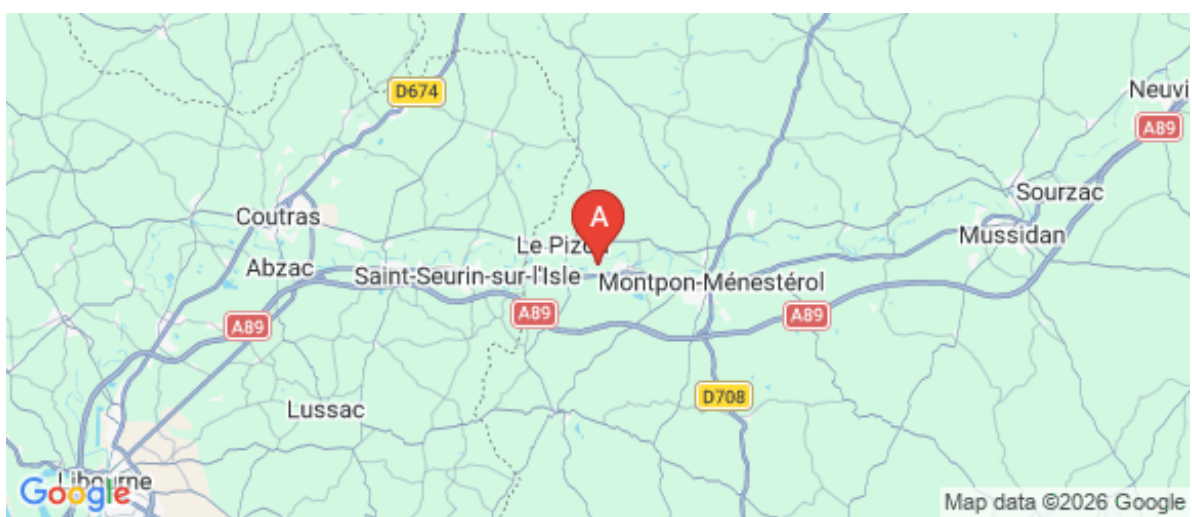 D674
Neuvi
A89
Sourzac
Coutras
A
Mussidan
Le Pizou
Abzac
Saint-Seurin-sur-l'Isle
Montpon-Ménestérol
A89
A89
A89
D708
Lussac
Libourne
Google
Map data ©2026 Google